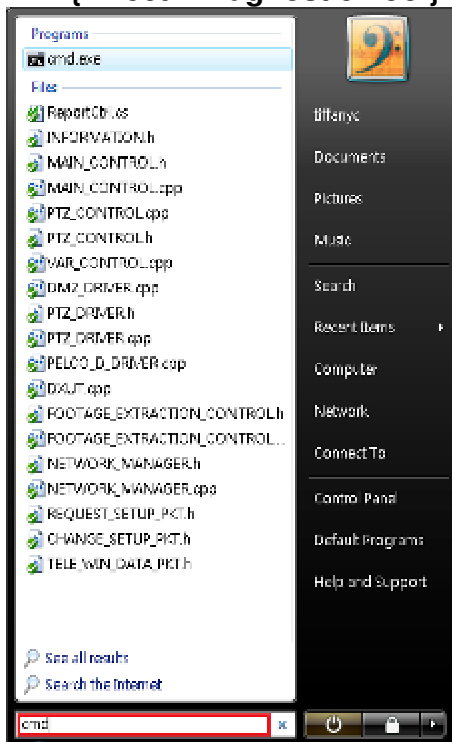 Programs
cmd.exe
Files
ReportCtrl.cs
INFORMATION.h
MAIN_CONTROL.h
MAIN_CONTROL.cpp
PTZ_CONTROL.cpp
PTZ_CONTROL.h
VAR_CONTROL.cpp
PTZ_DRIVER.h
PTZ_DRIVER.cpp
PELCO_D_DRIVER.cpp
DXUT.cpp
FOOTAGE_EXTRACTION_CONTROL.h
FOOTAGE_EXTRACTION_CONTROL...
NETWORK_MANAGER.h
NETWORK_MANAGER.cpp
REQUEST_SETUP_PKT.h
CHANGE_SETUP_PKT.h
TELE_WIN_DATA_PKT.h
See all results
Search the Internet
cmd
tiffanyc
Documents
Pictures
Music
Search
Recent Items
Computer
Network
Connect To
Control Panel
Default Programs
Help and Support